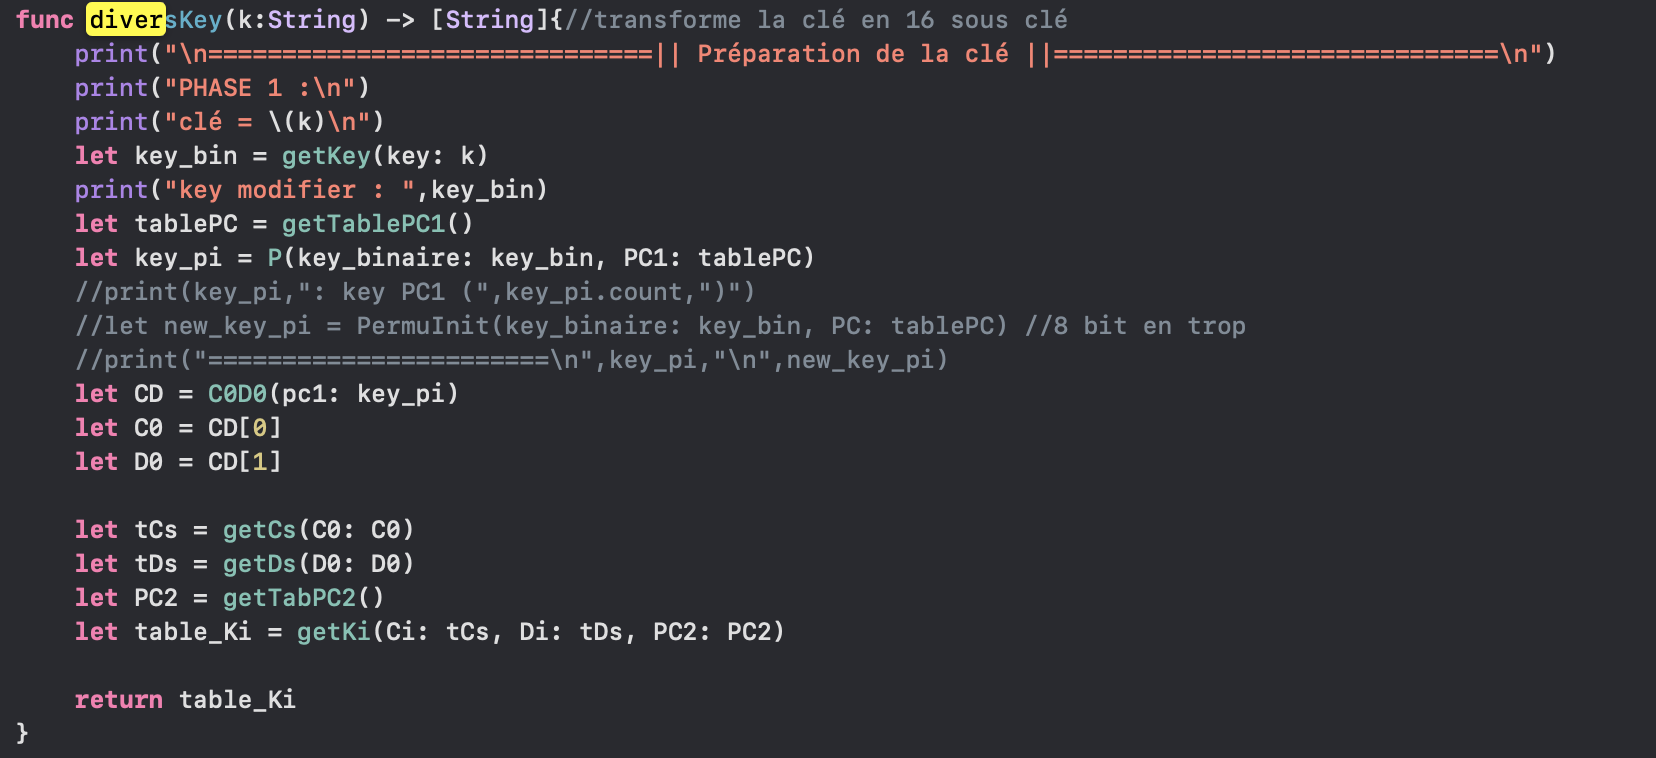 func diversKey(k:String) -> [String]{//transforme la clé en 16 sous clé
    print("\n==============================|| Préparation de la clé ||==============================\n")
    print("PHASE 1 :\n")
    print("clé = \(k)\n")
    let key_bin = getKey(key: k)
    print("key modifier : ",key_bin)
    let tablePC = getTablePC1()
    let key_pi = P(key_binaire: key_bin, PC1: tablePC)
    //print(key_pi,": key PC1 (",key_pi.count,")")
    //let new_key_pi = PermuInit(key_binaire: key_bin, PC: tablePC) //8 bit en trop
    //print("=======================\n",key_pi,"\n",new_key_pi)
    let CD = C0D0(pc1: key_pi)
    let C0 = CD[0]
    let D0 = CD[1]
    let tCs = getCs(C0: C0)
    let tDs = getDs(D0: D0)
    let PC2 = getTabPC2()
    let table_Ki = getKi(Ci: tCs, Di: tDs, PC2: PC2)
    return table_Ki
}